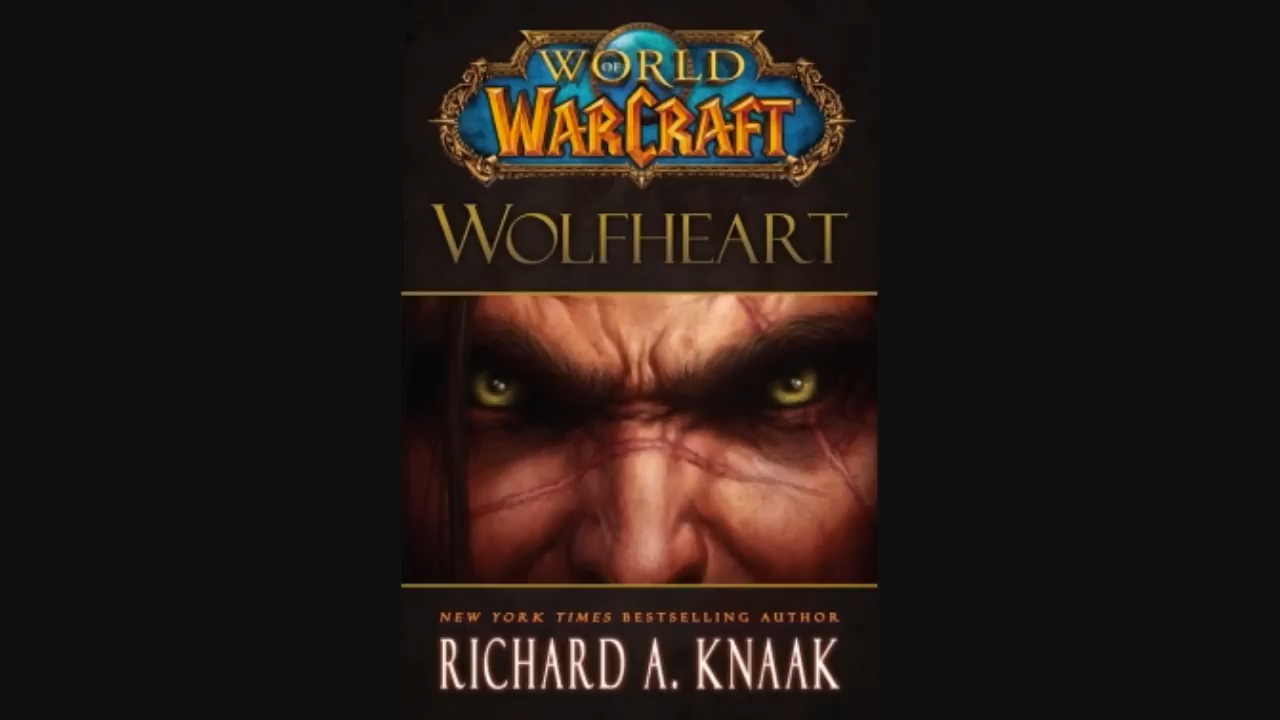 WORLD
OF
WARCRAFT
WOLFHEART
NEW YORK TIMES BESTSELLING AUTHOR
RICHARD A. KNAAK